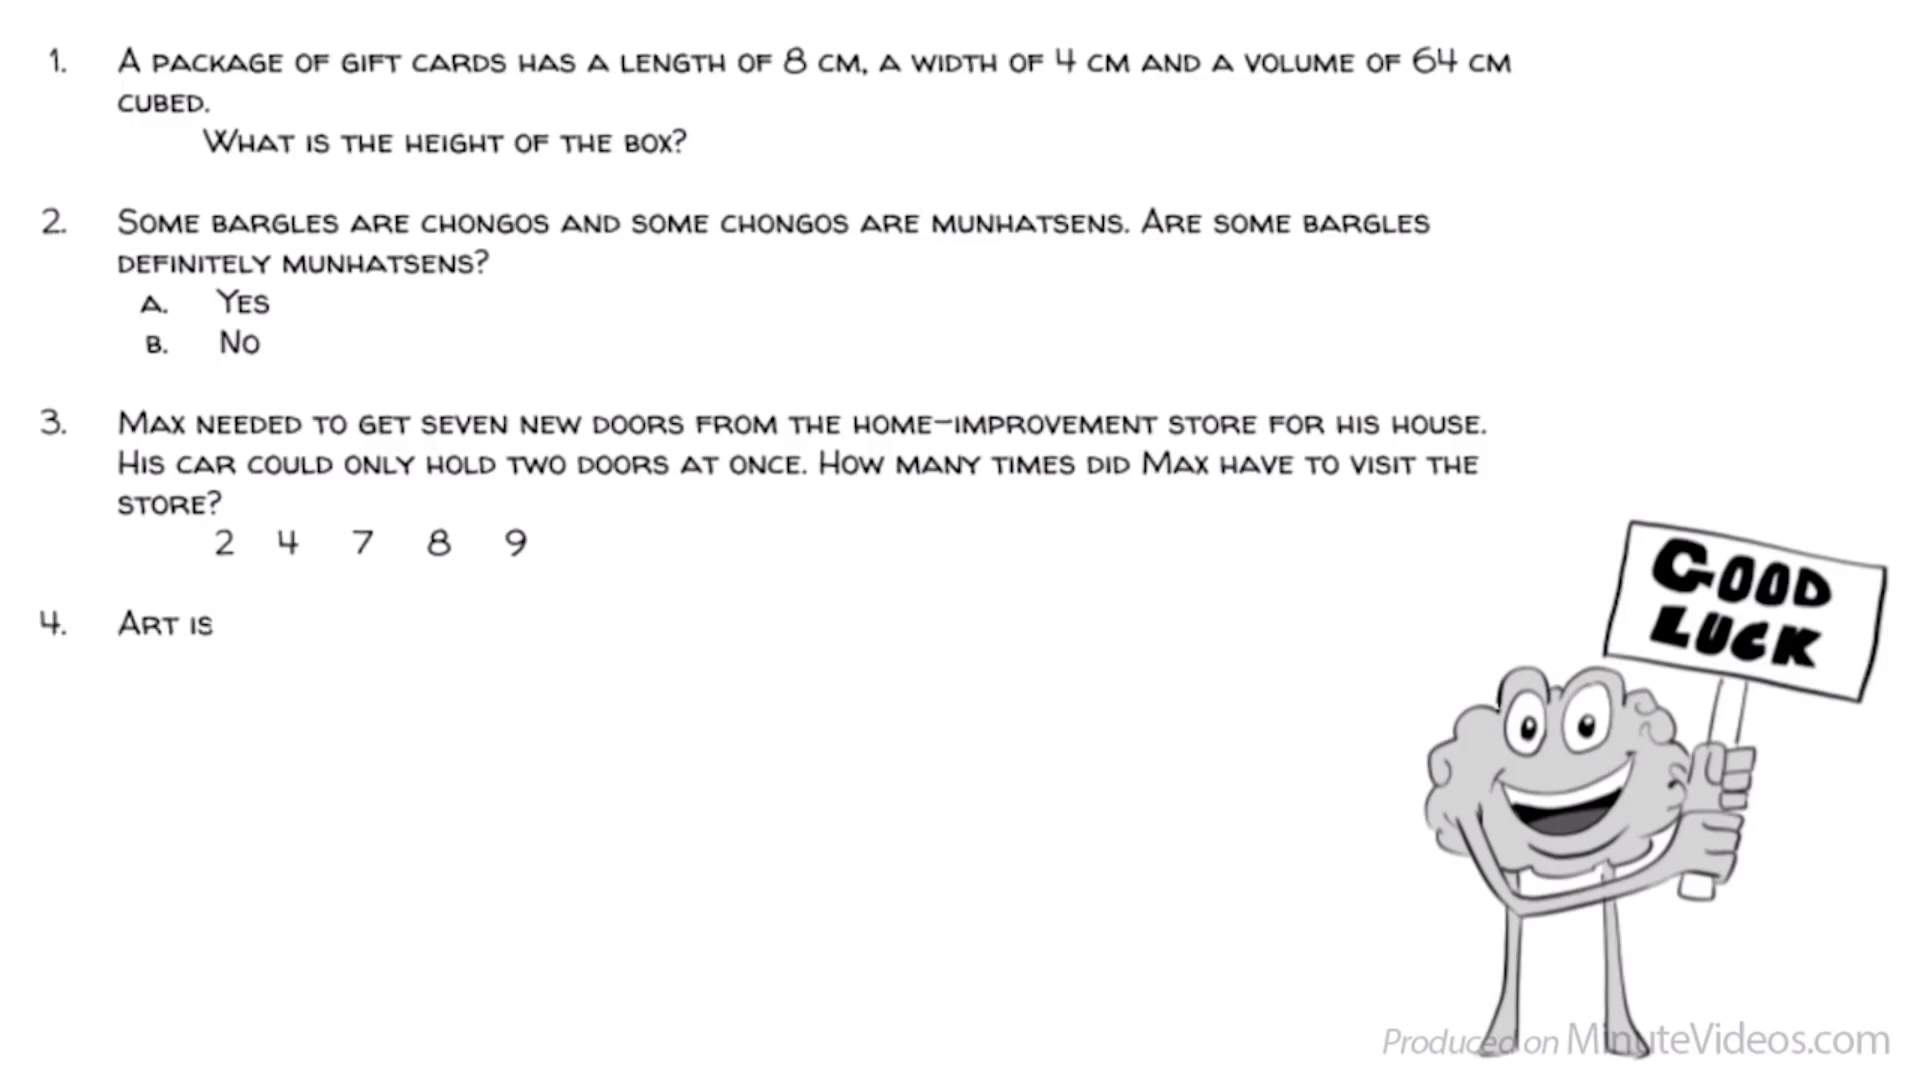 1. A PACKAGE OF GIFT CARDS HAS A LENGTH OF 8 CM, A WIDTH OF 4 CM AND A VOLUME OF 64 CM
CUBED.
WHAT IS THE HEIGHT OF THE BOX?
2. SOME BARGLES ARE CHONGOS AND SOME CHONGOS ARE MUNHATSENS. ARE SOME BARGLES
DEFINITELY MUNHATSENS?
A. YES
B. NO
3. MAX NEEDED TO GET SEVEN NEW DOORS FROM THE HOME-IMPROVEMENT STORE FOR HIS HOUSE.
HIS CAR COULD ONLY HOLD TWO DOORS AT ONCE. HOW MANY TIMES DID MAX HAVE TO VISIT THE
STORE?
2 4 7 8 9
4. ART IS
GOOD
LUCK
Produced on MinuteVideos.com